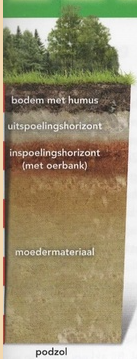 bodem met humus
uitspoelingshorizont
inspoelingshorizont
(met oerbank)
moedermateriaal
podzol